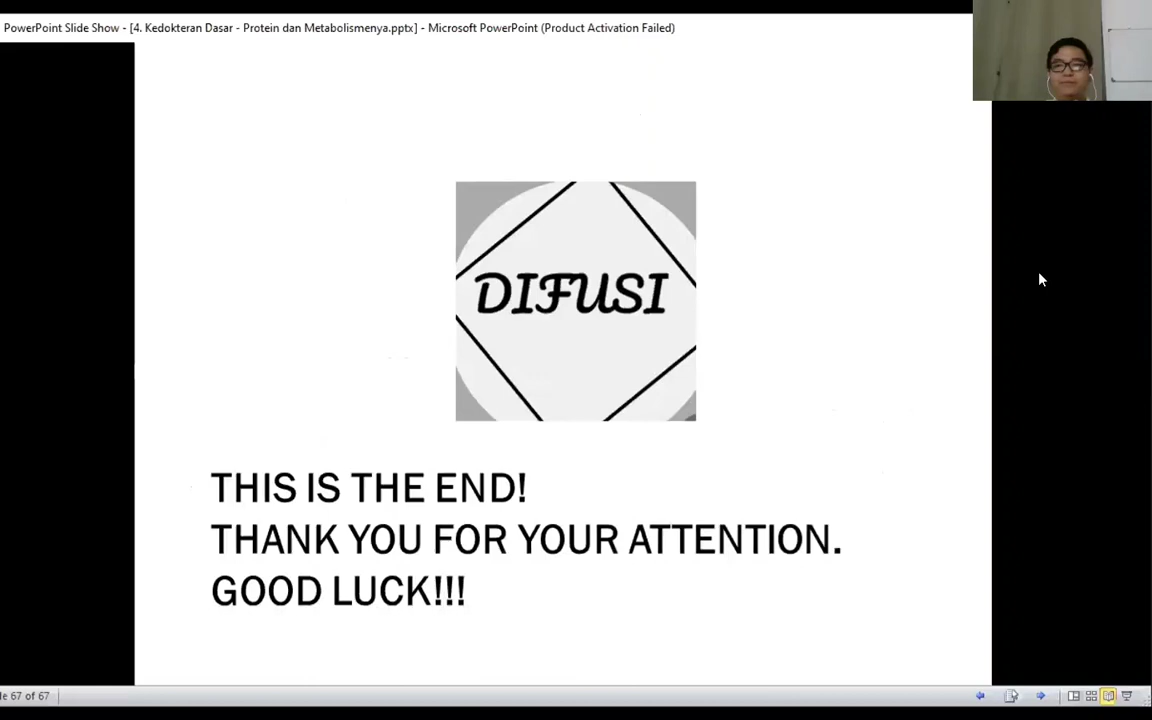 PowerPoint Slide Show - [4. Kedokteran Dasar - Protein dan Metabolismenya.pptx] - Microsoft PowerPoint (Product Activation Failed)
DIFUSI
THIS IS THE END!
THANK YOU FOR YOUR ATTENTION.
GOOD LUCK!!!
le 67 of 67